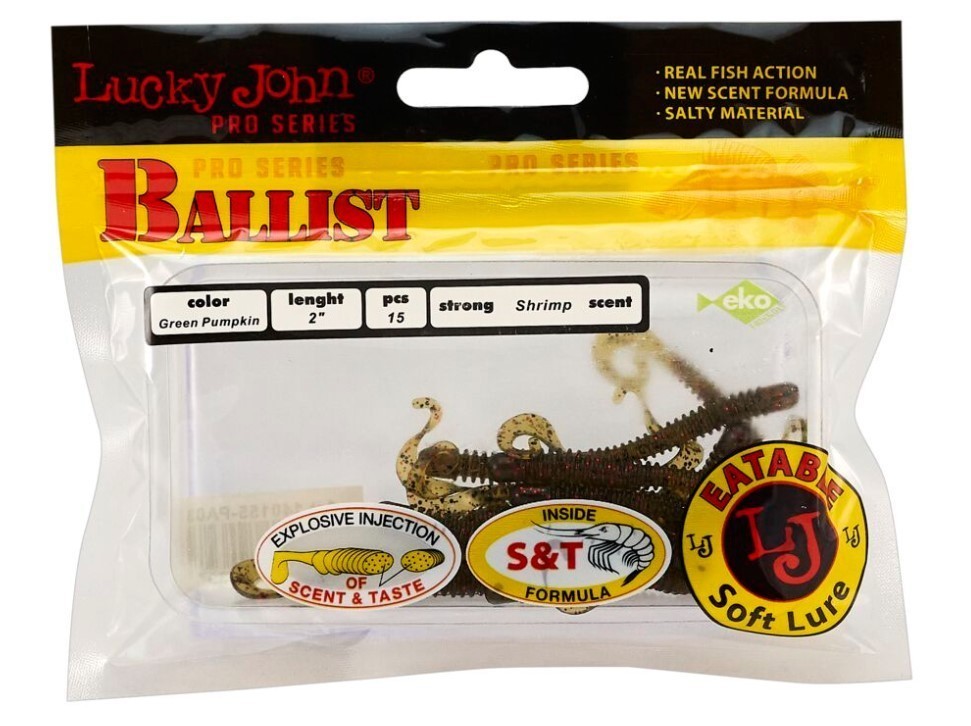 Lucky John®
PRO SERIES
· REAL FISH ACTION
· NEW SCENT FORMULA
· SALTY MATERIAL
PRO SERIES
PRO SERIES
BALLIST
color
Green Pumpkin
lenght
2"
pcs
15
strong Shrimp scent
eko
EXPLOSIVE INJECTION
OF
SCENT & TASTE
INSIDE
S&T
FORMULA
EATABLE
LJ
LJ
LJ
Soft Lure